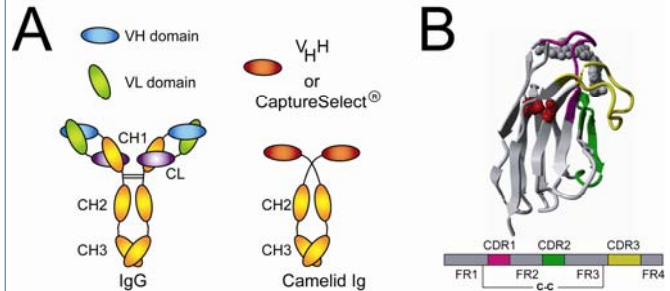 A
VH domain
VL domain
VHH
or
CaptureSelect®
CH1
CL
CH2
CH3
IgG
CH2
CH3
Camelid Ig
B
CDR1 CDR2 CDR3
FR1 FR2 FR3 FR4
C-C